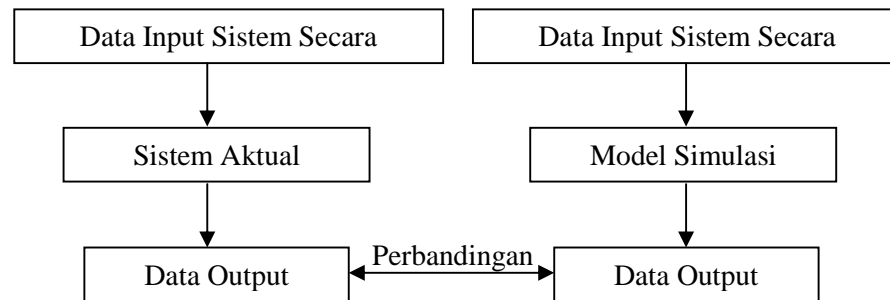 Data Input Sistem Secara
Data Input Sistem Secara
Sistem Aktual
Model Simulasi
Data Output
Perbandingan
Data Output